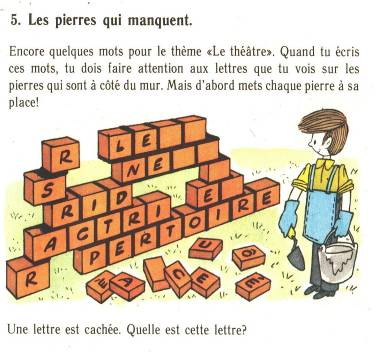 5. Les pierres qui manquent.
Encore quelques mots pour le thème «Le théâtre». Quand tu écris
ces mots, tu dois faire attention aux lettres que tu vois sur les
pierres qui sont à côté du mur. Mais d'abord mets chaque pierre à sa
place!
R L E
S N E
R I D
A C T R I E
R P E R T O I R E
U O
E A C E E
Une lettre est cachée. Quelle est cette lettre?